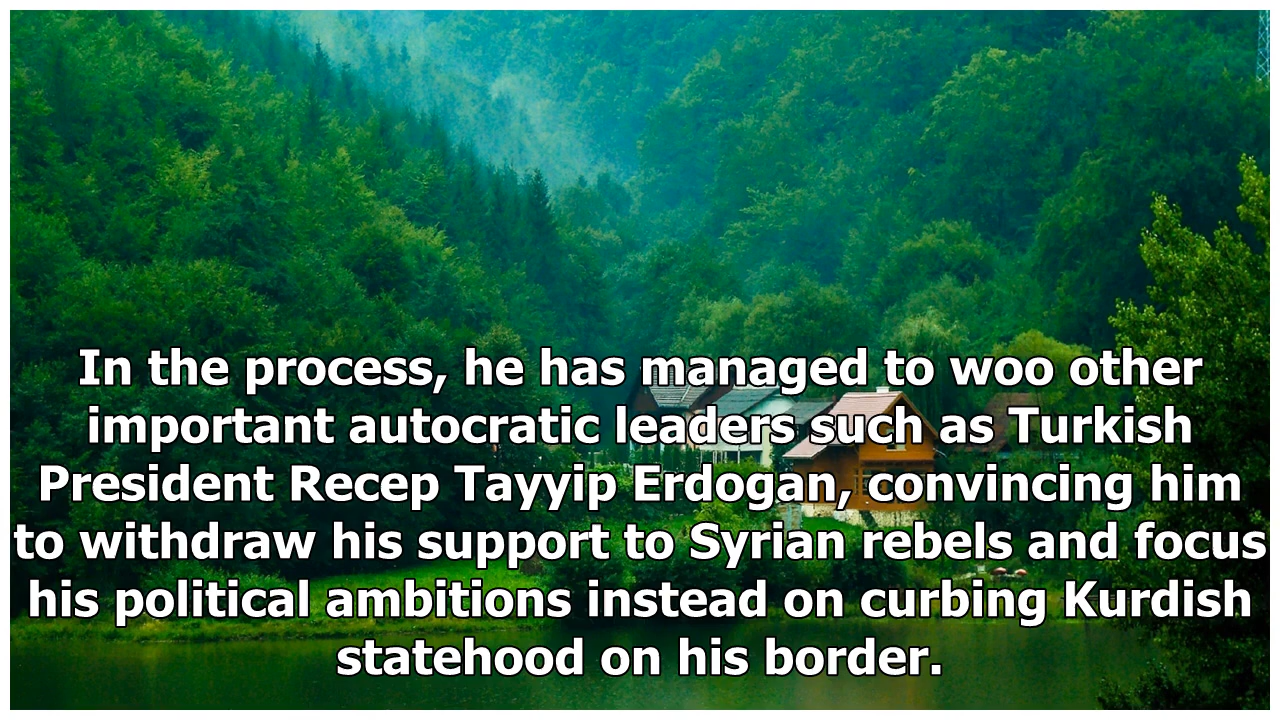 In the process, he has managed to woo other
important autocratic leaders such as Turkish
President Recep Tayyip Erdogan, convincing him
to withdraw his support to Syrian rebels and focus
his political ambitions instead on curbing Kurdish
statehood on his border.